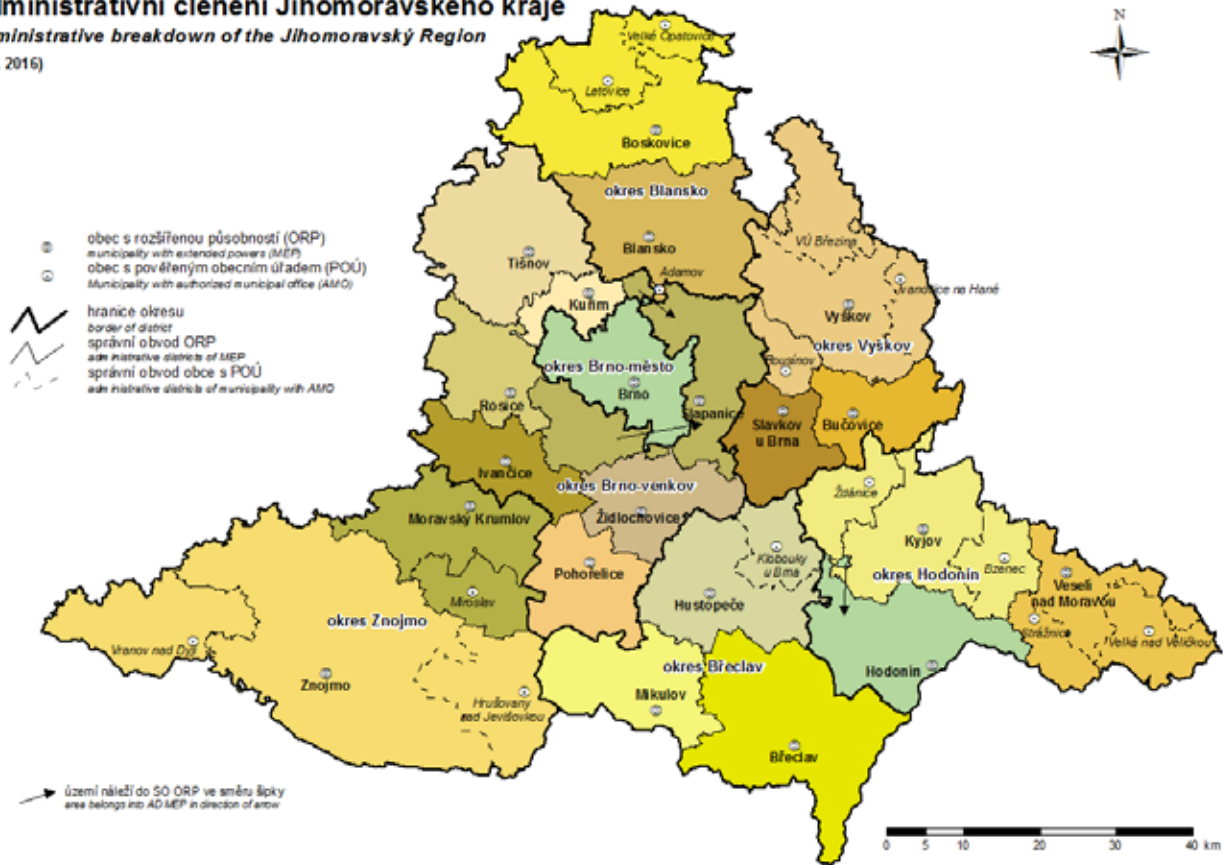 ministrativní členění Jihomoravského kraje
ministrative breakdown of the Jihomoravský Region
2016)
N
obec s rozšířenou působností (ORP)
municipality with extended powers (MEP)
obec s pověřeným obecním úřadem (POÚ)
Municipality with authorized municipal office (AMO)
hranice okresu
border of district
správní obvod ORP
administrative districts of MEP
správní obvod obce s POÚ
administrative districts of municipality with AMO
Velké Opatovice
Letovice
Boskovice
okres Blansko
Blansko
Tišnov
VÚ Březina
Adamov
Ivanovice na Hané
Kuřim
Vyškov
okres Vyškov
Rousínov
okres Brno-město
Brno
Rosice
Šlapanice
Slavkov
u Brna
Bučovice
Ivančice
okres Brno-venkov
Ždánice
Moravský Krumlov
Židlochovice
Kyjov
Pohořelice
Klobouky
u Brna
okres Hodonín
Bzenec
Veselí
nad Moravou
Miroslav
Hustopeče
okres Znojmo
Strážnice
Velká nad Veličkou
Vranov nad Dyjí
okres Břeclav
Hodonín
Znojmo
Mikulov
Hrušovany
nad Jevišovkou
Břeclav
území náleží do SO ORP ve směru šipky
area belongs into AD MEP in direction of arrow
0 5 10 20 30 40 km